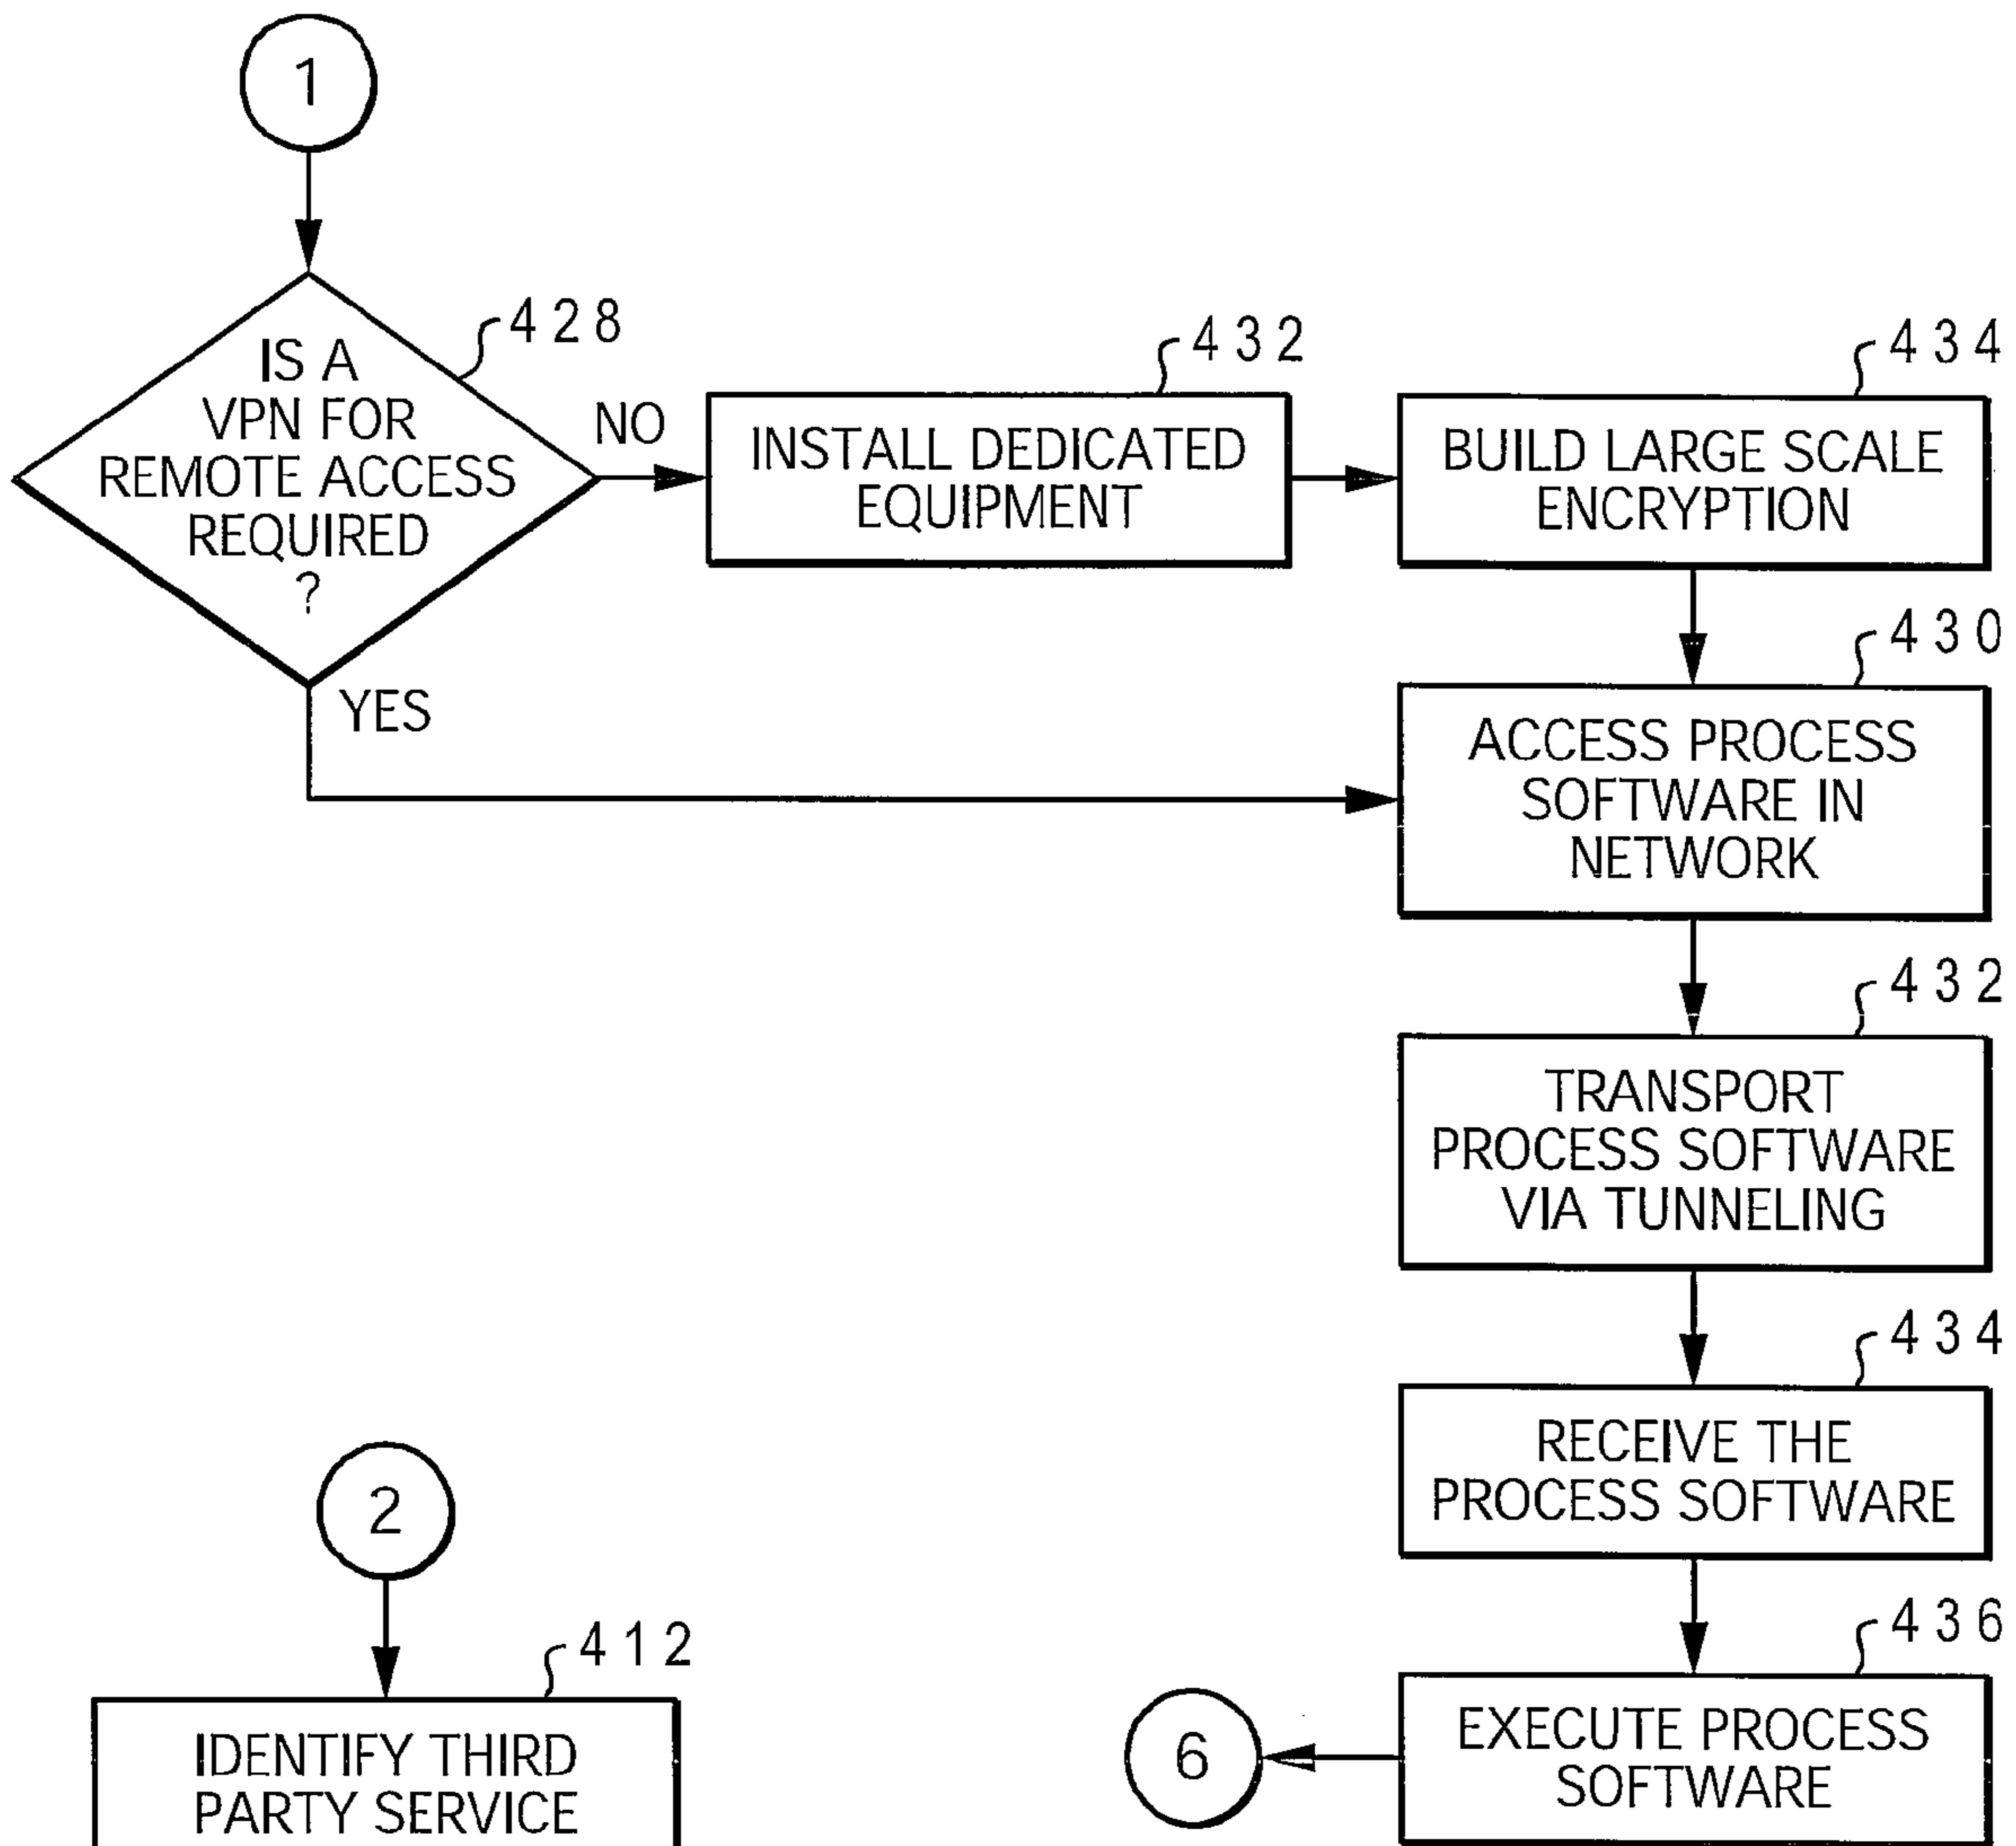 1
428
IS A
VPN FOR
REMOTE ACCESS
REQUIRED
?
NO
YES
432
INSTALL DEDICATED
EQUIPMENT
434
BUILD LARGE SCALE
ENCRYPTION
430
ACCESS PROCESS
SOFTWARE IN
NETWORK
432
TRANSPORT
PROCESS SOFTWARE
VIA TUNNELING
434
RECEIVE THE
PROCESS SOFTWARE
436
EXECUTE PROCESS
SOFTWARE
6
2
412
IDENTIFY THIRD
PARTY SERVICE